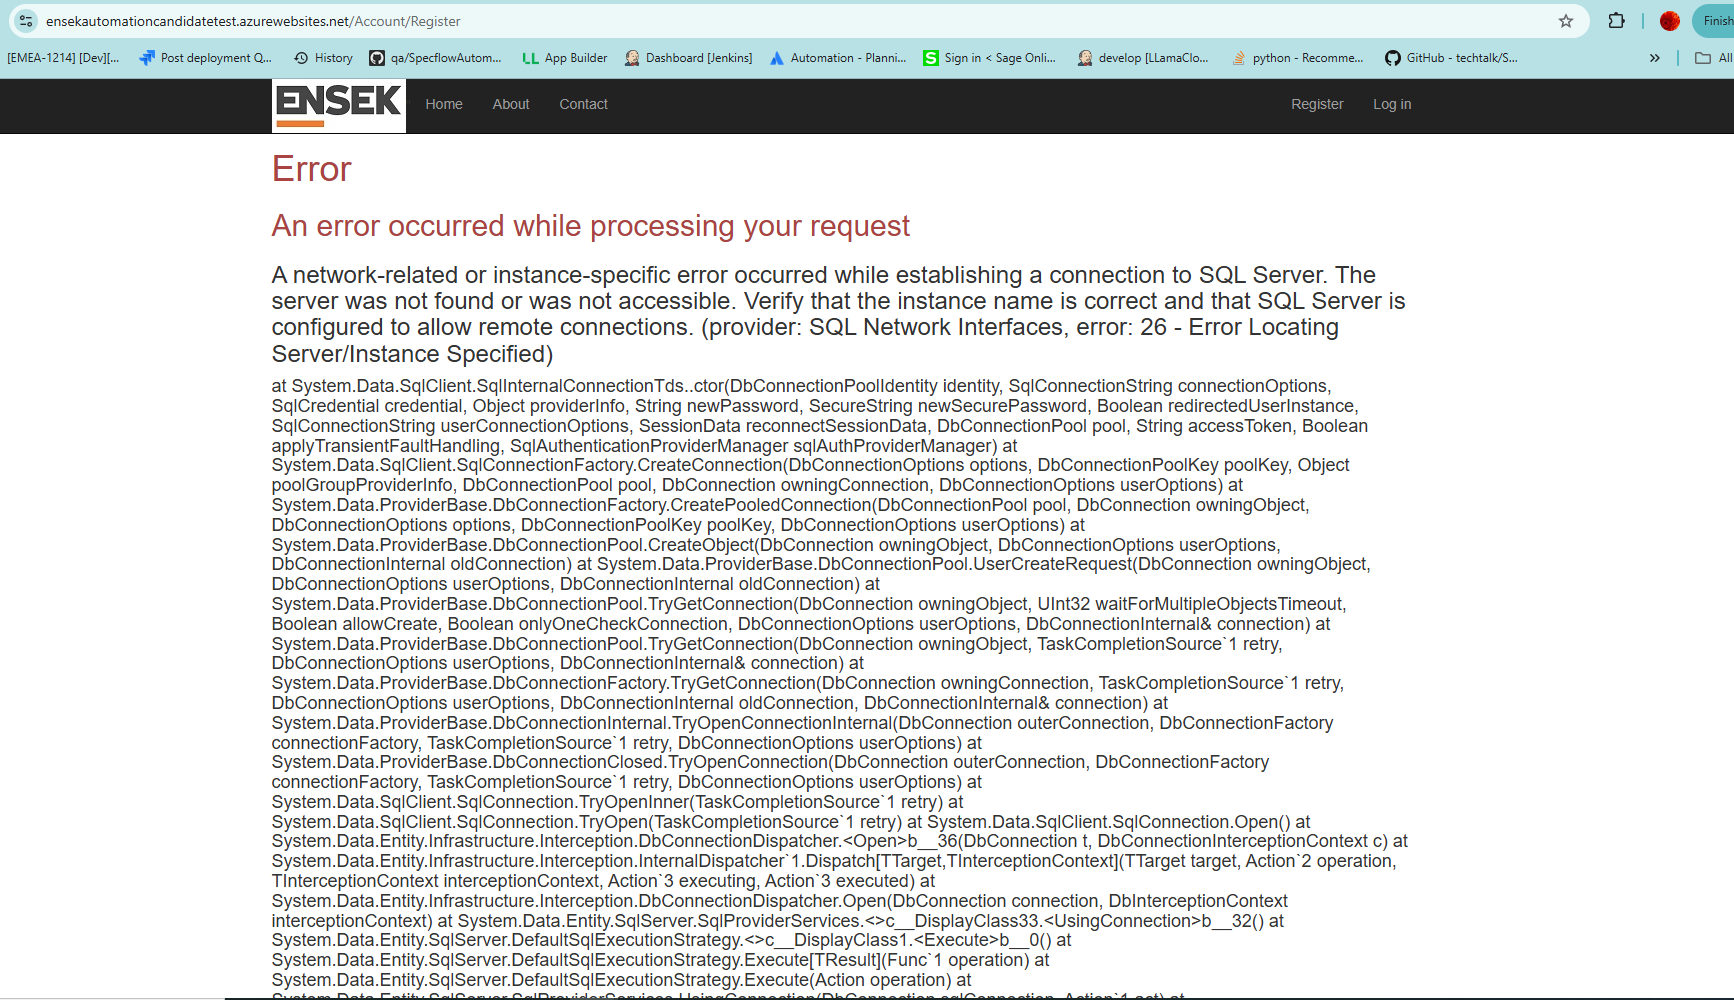 ensekautomationcandidatetest.azurewebsites.net/Account/Register
Finish
[EMEA-1214] [Dev][...
Post deployment Q...
History
qa/SpecflowAutom...
App Builder
Dashboard [Jenkins]
Automation - Planni...
Sign in < Sage Onli...
develop [LLamaClo...
python - Recomme...
GitHub - techtalk/S...
»
All
ENSEK
Home
About
Contact
Register
Log in
Error
An error occurred while processing your request
A network-related or instance-specific error occurred while establishing a connection to SQL Server. The
server was not found or was not accessible. Verify that the instance name is correct and that SQL Server is
configured to allow remote connections. (provider: SQL Network Interfaces, error: 26 - Error Locating
Server/Instance Specified)
at System.Data.SqlClient.SqlInternalConnectionTds..ctor(DbConnectionPoolIdentity identity, SqlConnectionString connectionOptions,
SqlCredential credential, Object providerInfo, String newPassword, SecureString newSecurePassword, Boolean redirectedUserInstance,
SqlConnectionString userConnectionOptions, SessionData reconnectSessionData, DbConnectionPool pool, String accessToken, Boolean
applyTransientFaultHandling, SqlAuthenticationProviderManager sqlAuthProviderManager) at
System.Data.SqlClient.SqlConnectionFactory.CreateConnection(DbConnectionOptions options, DbConnectionPoolKey poolKey, Object
poolGroupProviderInfo, DbConnectionPool pool, DbConnection owningConnection, DbConnectionOptions userOptions) at
System.Data.ProviderBase.DbConnectionFactory.CreatePooledConnection(DbConnectionPool pool, DbConnection owningObject,
DbConnectionOptions options, DbConnectionPoolKey poolKey, DbConnectionOptions userOptions) at
System.Data.ProviderBase.DbConnectionPool.CreateObject(DbConnection owningObject, DbConnectionOptions userOptions,
DbConnectionInternal oldConnection) at System.Data.ProviderBase.DbConnectionPool.UserCreateRequest(DbConnection owningObject,
DbConnectionOptions userOptions, DbConnectionInternal oldConnection) at
System.Data.ProviderBase.DbConnectionPool.TryGetConnection(DbConnection owningObject, UInt32 waitForMultipleObjectsTimeout,
Boolean allowCreate, Boolean onlyOneCheckConnection, DbConnectionOptions userOptions, DbConnectionInternal& connection) at
System.Data.ProviderBase.DbConnectionPool.TryGetConnection(DbConnection owningObject, TaskCompletionSource`1 retry,
DbConnectionOptions userOptions, DbConnectionInternal& connection) at
System.Data.ProviderBase.DbConnectionFactory.TryGetConnection(DbConnection owningConnection, TaskCompletionSource`1 retry,
DbConnectionOptions userOptions, DbConnectionInternal oldConnection, DbConnectionInternal& connection) at
System.Data.ProviderBase.DbConnectionInternal.TryOpenConnectionInternal(DbConnection outerConnection, DbConnectionFactory
connectionFactory, TaskCompletionSource`1 retry, DbConnectionOptions userOptions) at
System.Data.ProviderBase.DbConnectionClosed.TryOpenConnection(DbConnection outerConnection, DbConnectionFactory
connectionFactory, TaskCompletionSource`1 retry, DbConnectionOptions userOptions) at
System.Data.SqlClient.SqlConnection.TryOpenInner(TaskCompletionSource`1 retry) at
System.Data.SqlClient.SqlConnection.TryOpen(TaskCompletionSource`1 retry) at System.Data.SqlClient.SqlConnection.Open() at
System.Data.Entity.Infrastructure.Interception.DbConnectionDispatcher.<Open>b__36(DbConnection t, DbConnectionInterceptionContext c) at
System.Data.Entity.Infrastructure.Interception.InternalDispatcher`1.Dispatch[TTarget,TInterceptionContext](TTarget target, Action`2 operation,
TInterceptionContext interceptionContext, Action`3 executing, Action`3 executed) at
System.Data.Entity.Infrastructure.Interception.DbConnectionDispatcher.Open(DbConnection connection, DbInterceptionContext
interceptionContext) at System.Data.Entity.SqlServer.SqlProviderServices.<>c__DisplayClass33.<UsingConnection>b__32() at
System.Data.Entity.SqlServer.DefaultSqlExecutionStrategy.<>c__DisplayClass1.<Execute>b__0() at
System.Data.Entity.SqlServer.DefaultSqlExecutionStrategy.Execute[TResult](Func`1 operation) at
System.Data.Entity.SqlServer.DefaultSqlExecutionStrategy.Execute(Action operation) at
System.Data.Entity.SqlServer.SqlProviderServices.UsingConnection(DbConnection sqlConnection, Action`1 act) at